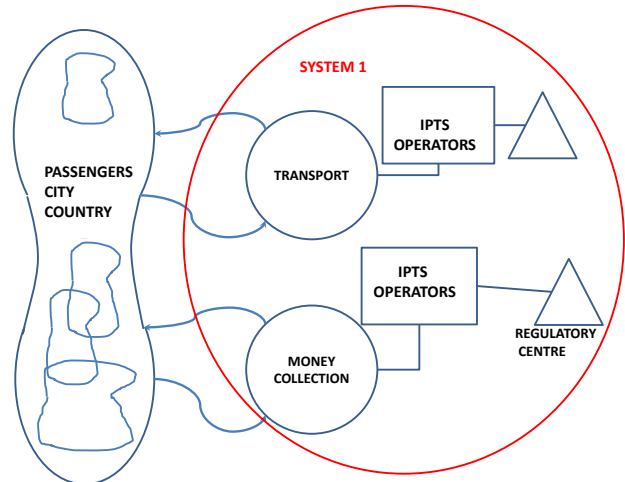 SYSTEM 1
IPTS
OPERATORS
PASSENGERS
CITY
COUNTRY
TRANSPORT
IPTS
OPERATORS
REGULATORY
CENTRE
MONEY
COLLECTION